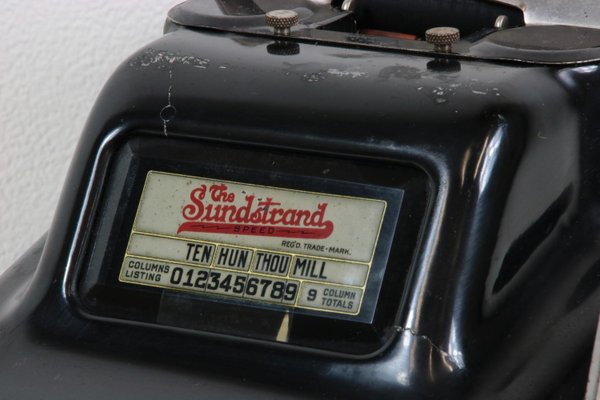 The
Sundstrand
SPEED
REG'D. TRADE-MARK.
TEN HUN THOU MILL
COLUMNS LISTING 0123456789 9 COLUMN TOTALS